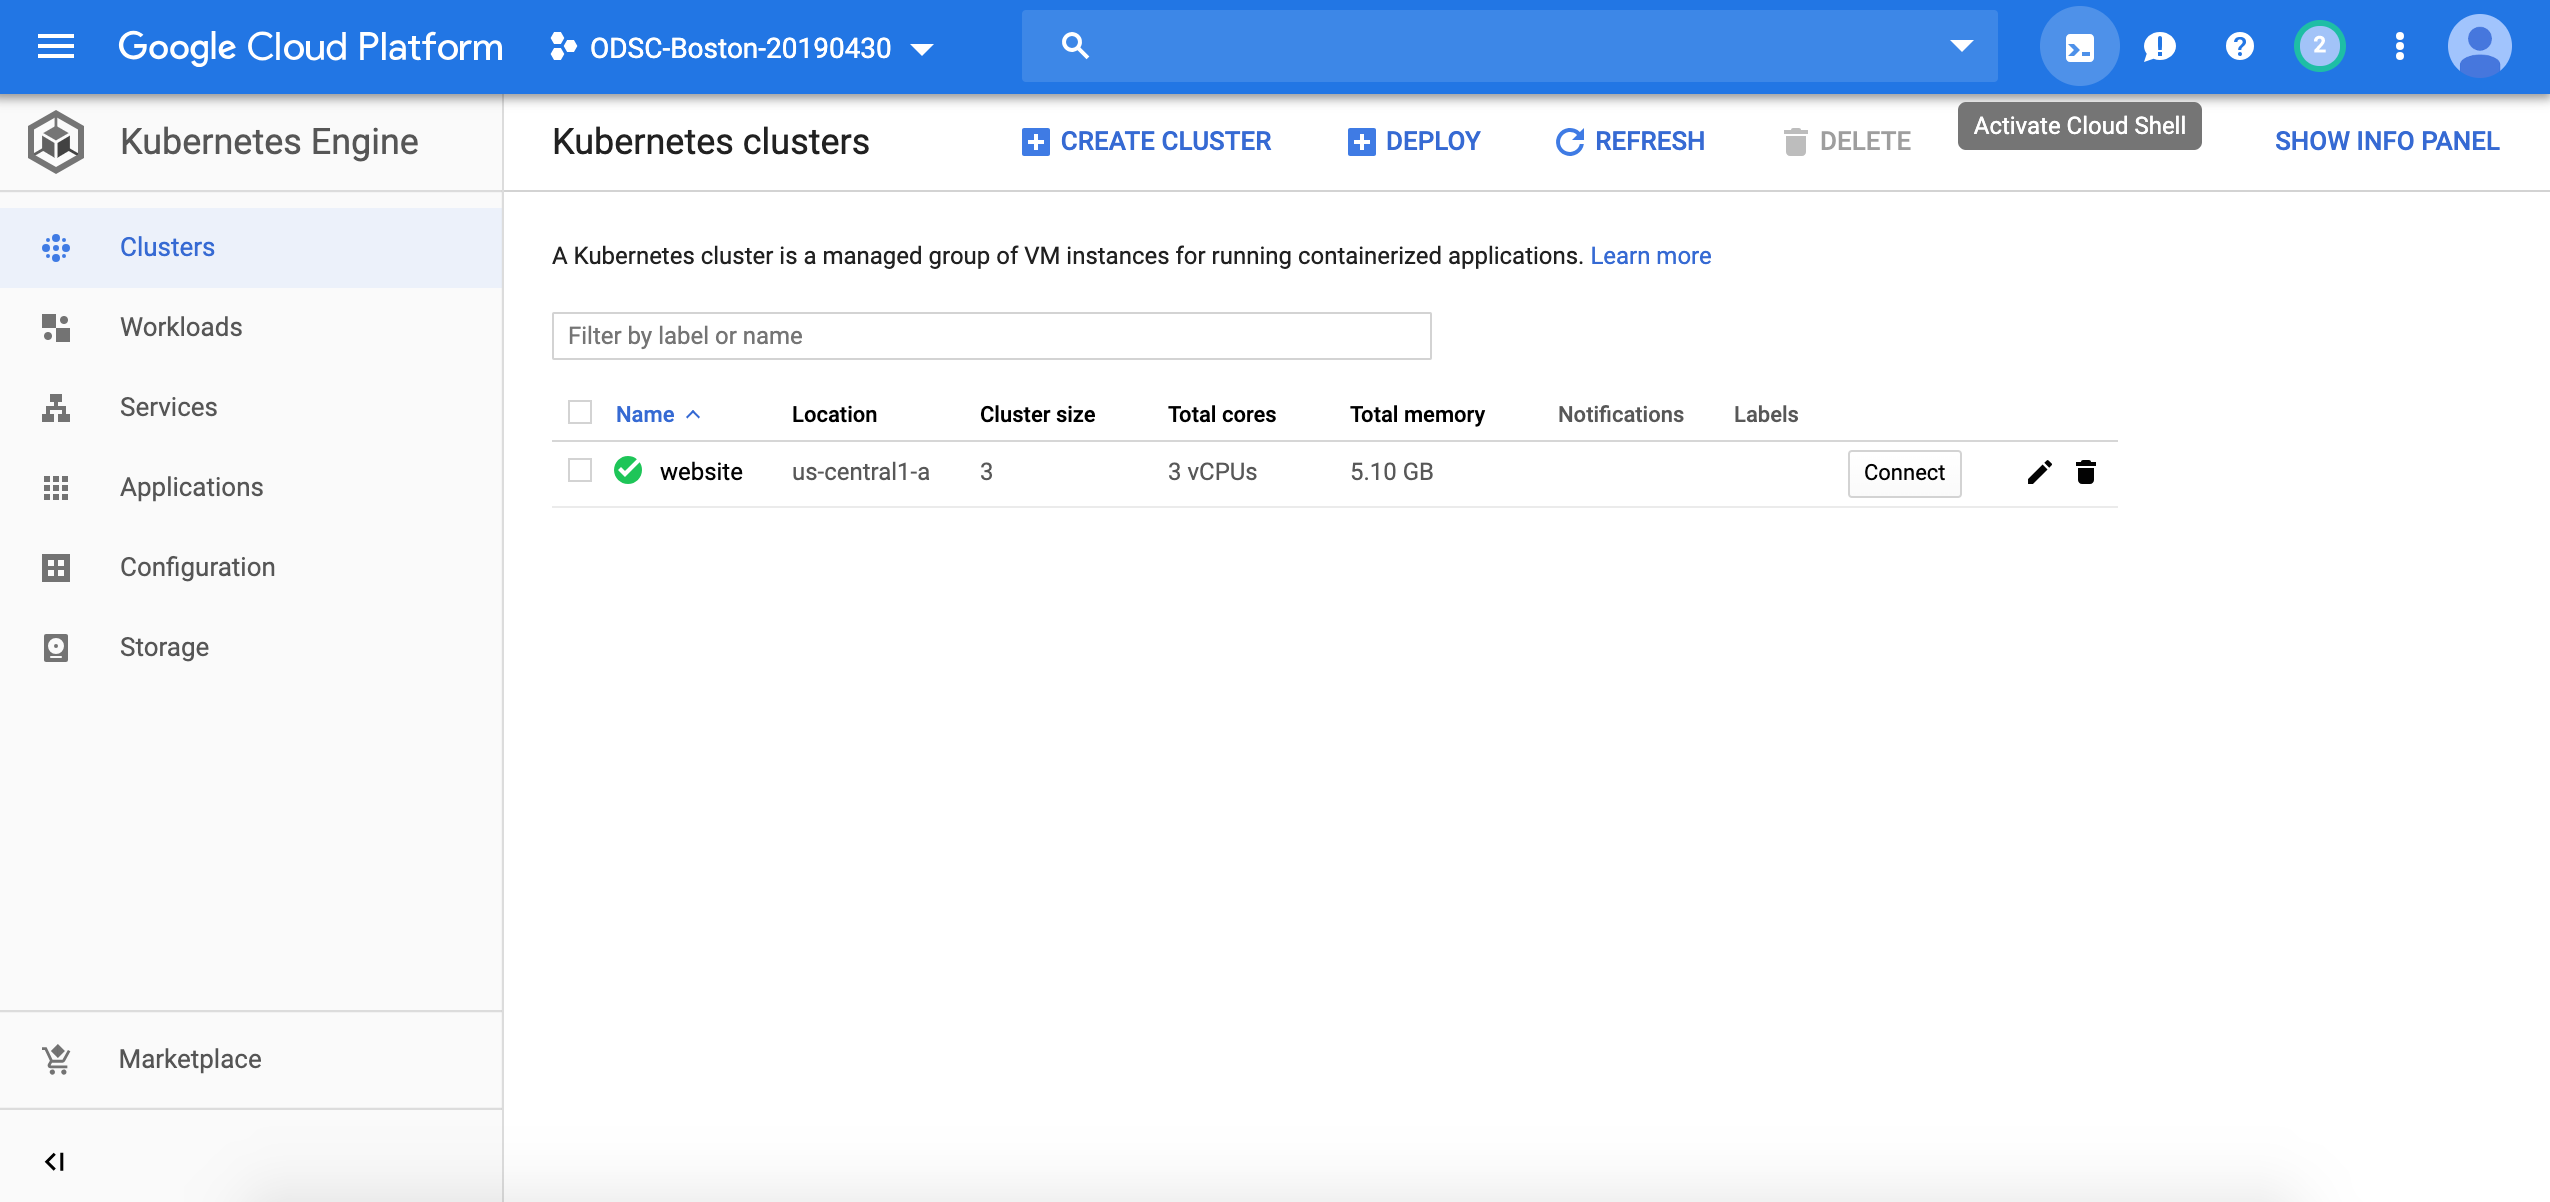 Google Cloud Platform
ODSC-Boston-20190430
2
Kubernetes Engine
Kubernetes clusters
CREATE CLUSTER
DEPLOY
REFRESH
DELETE
Activate Cloud Shell
SHOW INFO PANEL
Clusters
Workloads
Services
Applications
Configuration
Storage
Marketplace
A Kubernetes cluster is a managed group of VM instances for running containerized applications. Learn more
Filter by label or name
Name Location Cluster size Total cores Total memory Notifications Labels
website us-central1-a 3 3 vCPUs 5.10 GB Connect